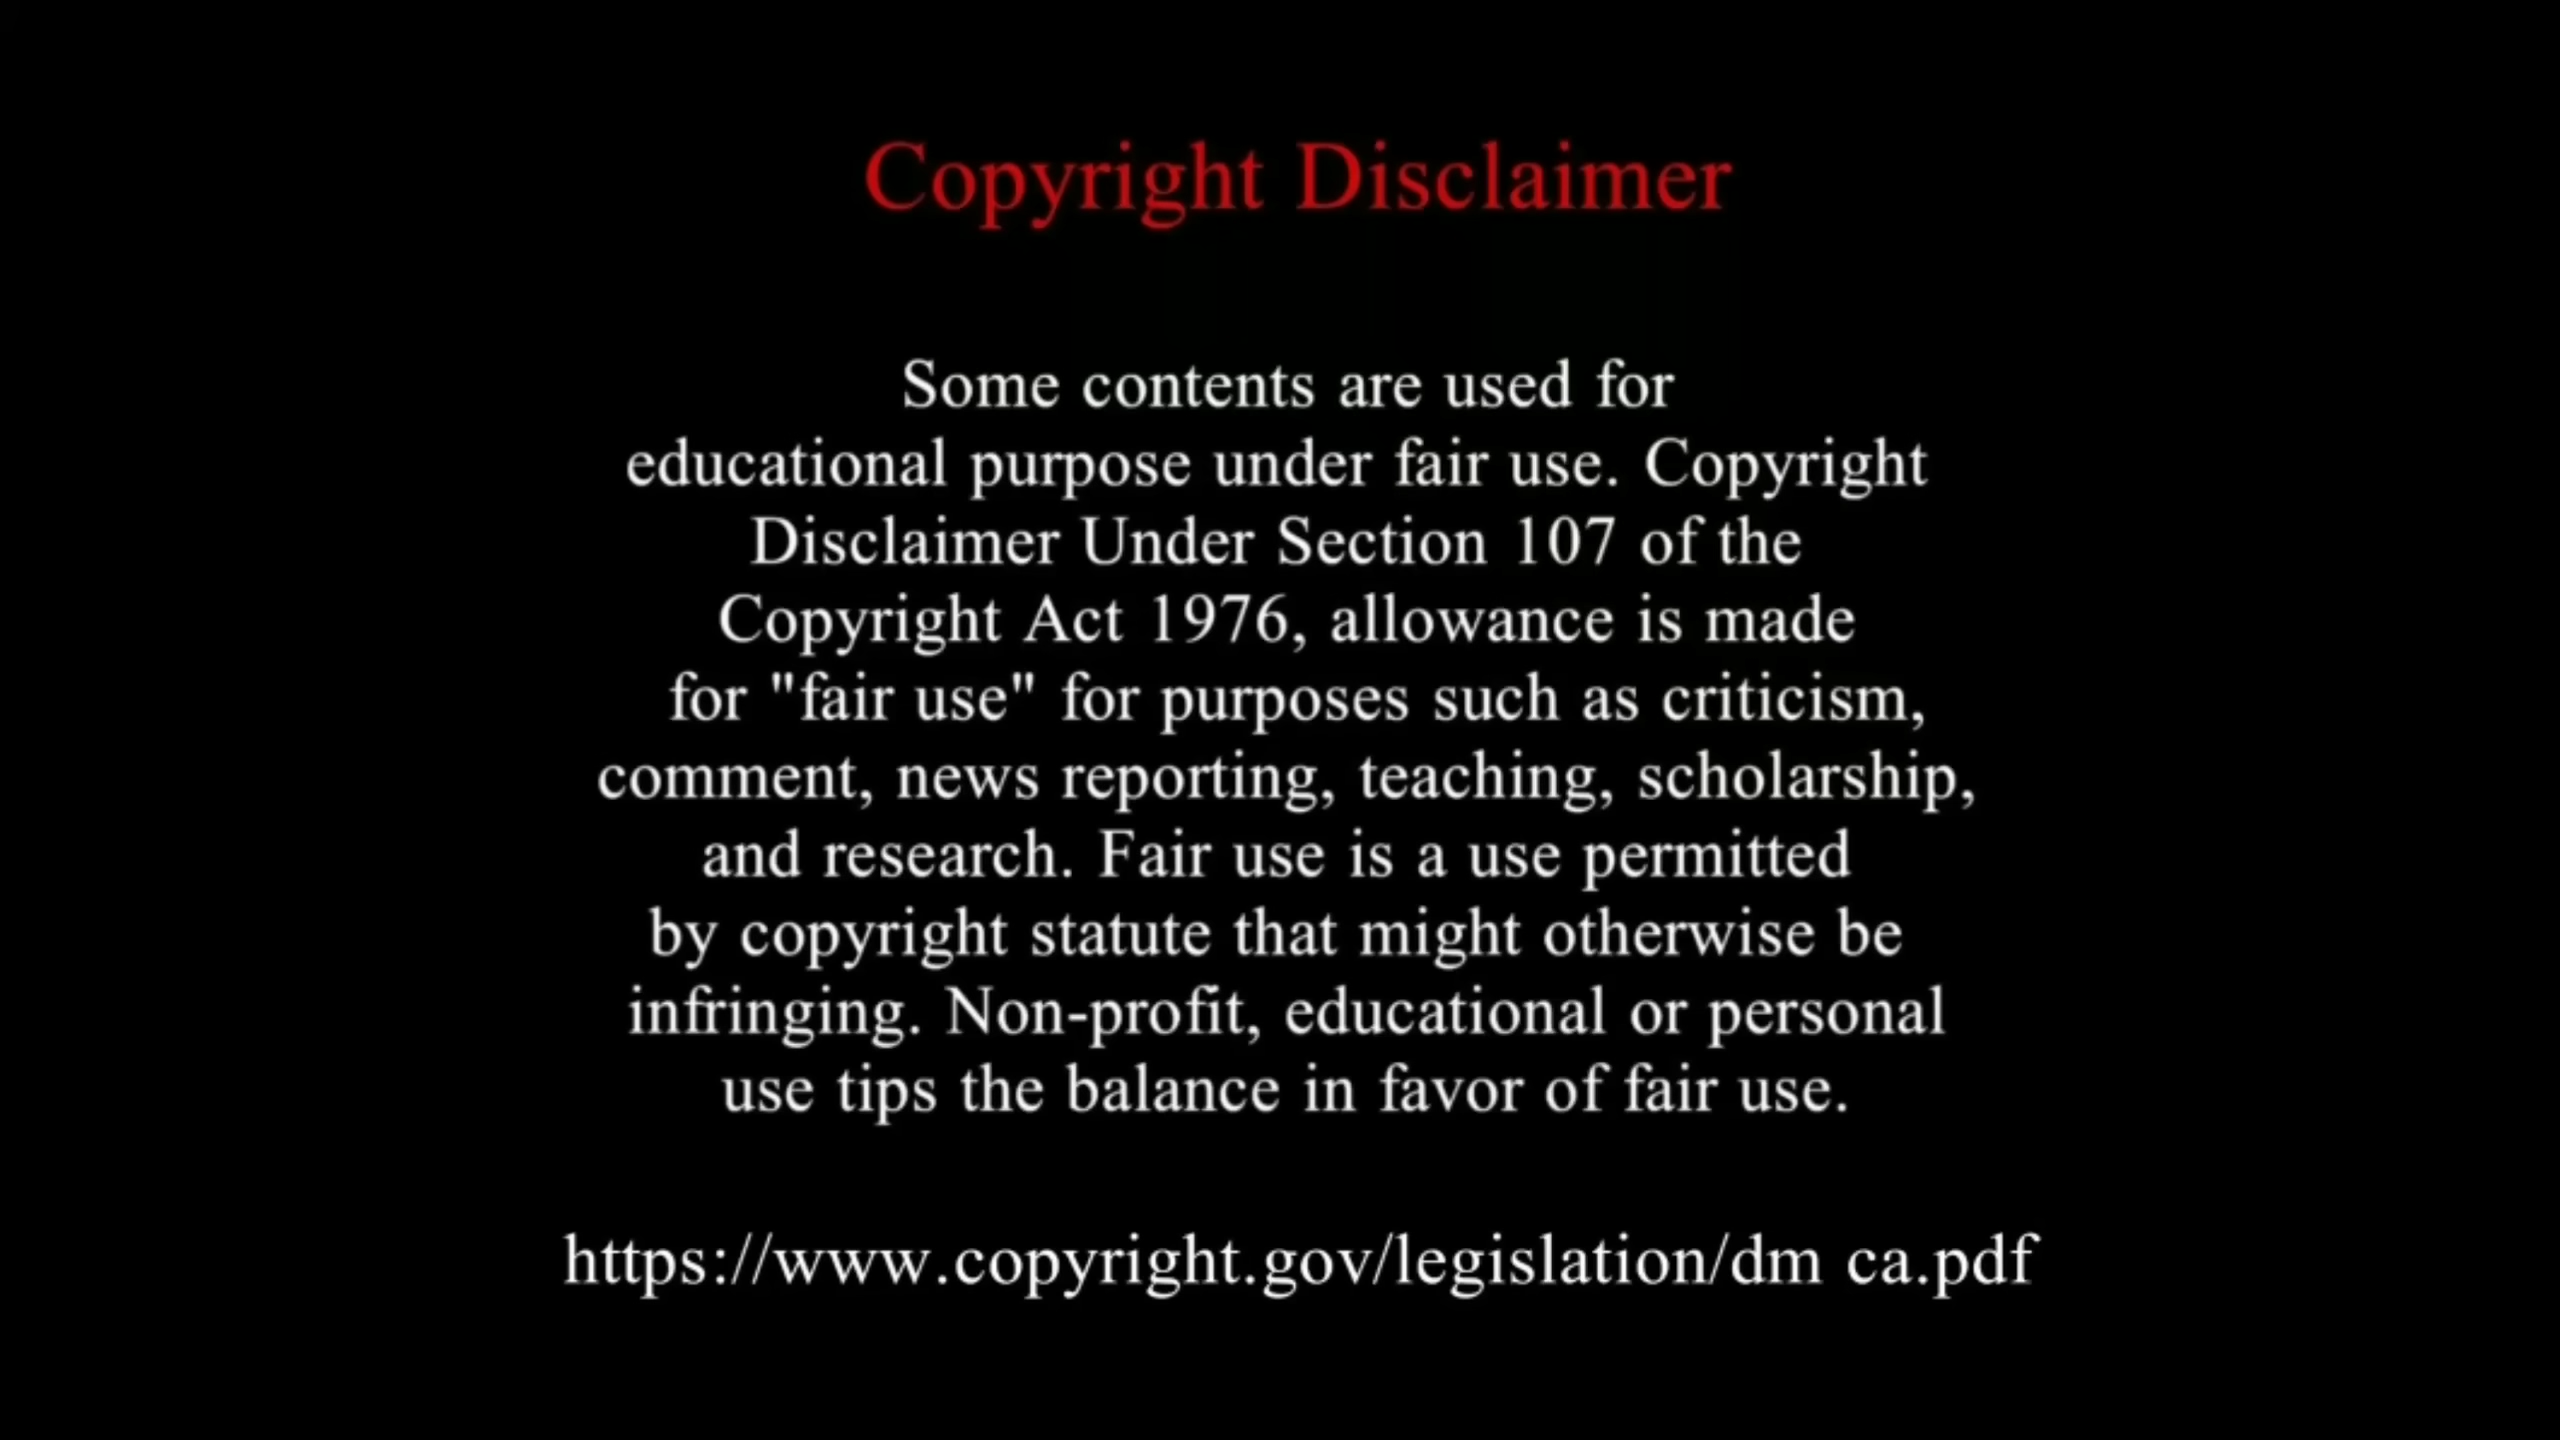 Copyright Disclaimer
Some contents are used for
educational purpose under fair use. Copyright
Disclaimer Under Section 107 of the
Copyright Act 1976, allowance is made
for "fair use" for purposes such as criticism,
comment, news reporting, teaching, scholarship,
and research. Fair use is a use permitted
by copyright statute that might otherwise be
infringing. Non-profit, educational or personal
use tips the balance in favor of fair use.
https://www.copyright.gov/legislation/dm ca.pdf